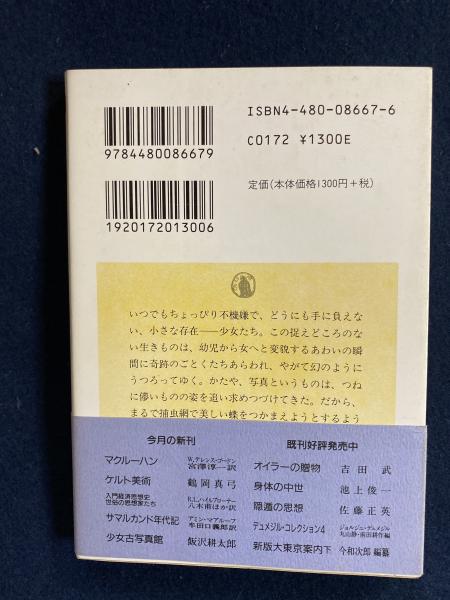 ISBN4-480-08667-6
9784480086679
C0172 ¥1300E
定価(本体価格1300円+税)
1920172013006
いつでもちょっぴり不機嫌で、どうにも手に負えな
い、小さな存在——少女たち。この捉えどころのな
い生きものは、幼児から女へと変貌するあわいの瞬
間に奇跡のごとくたちあらわれ、やがて幻のように
うつろってゆく。かたや、写真というものは、つね
に儚いものの姿を追い求めつづけてきた。だから、
まるで捕虫網で美しい蝶をつかまえようとするよう
今月の新刊
マクルーハン W.テレンス・ゴードン 宮澤淳一訳
ケルト美術 鶴岡真弓
入門経済思想史 世俗の思想家たち R.L.ハイルブローナー 八木甫ほか訳
サマルカンド年代記 アミン・マアルーフ 牟田口義郎訳
少女古写真館 飯沢耕太郎
既刊好評発売中
オイラーの贈物 吉田武
身体の中世 池上俊一
隠遁の思想 佐藤正英
デュメジル・コレクション4 ジョルジュ・デュメジル 丸山静・前田耕作編
新版大東京案内下 今和次郎編纂